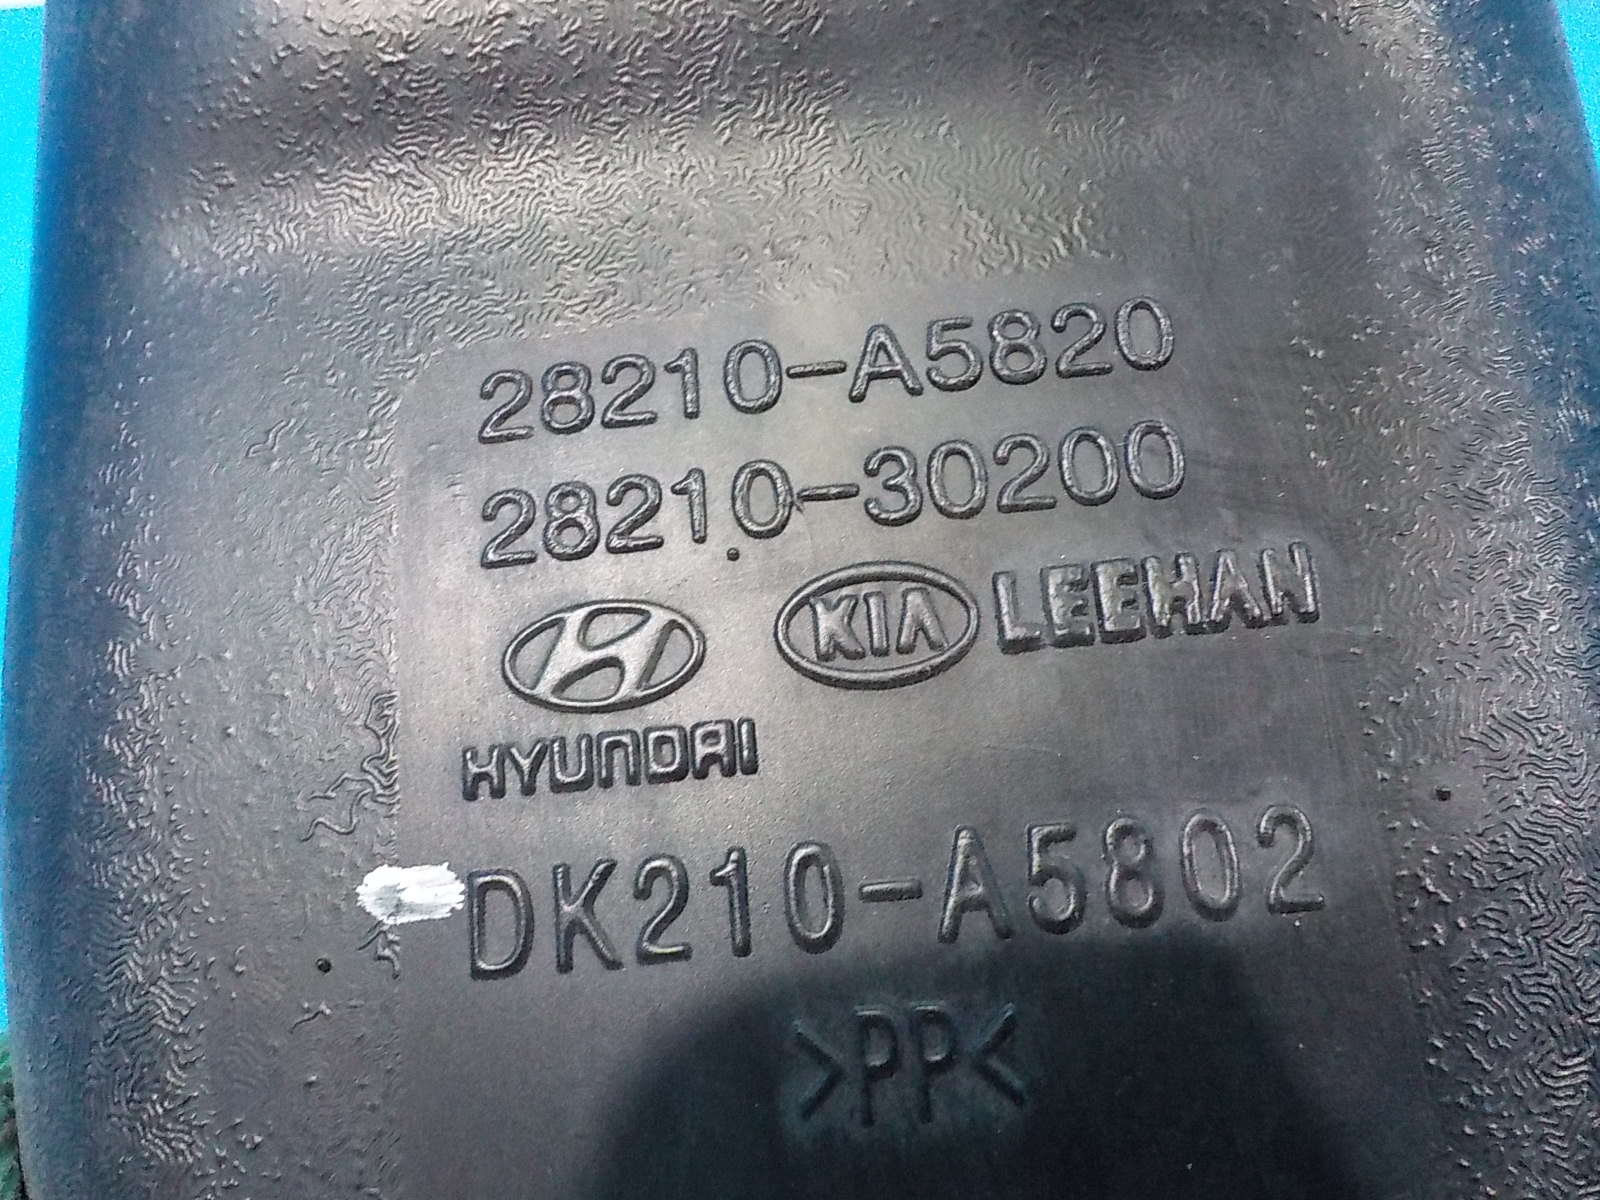 28210-A5820
28210-30200
KIA LEEHAN
HYUNDAI
DK210-A5802
>PP<